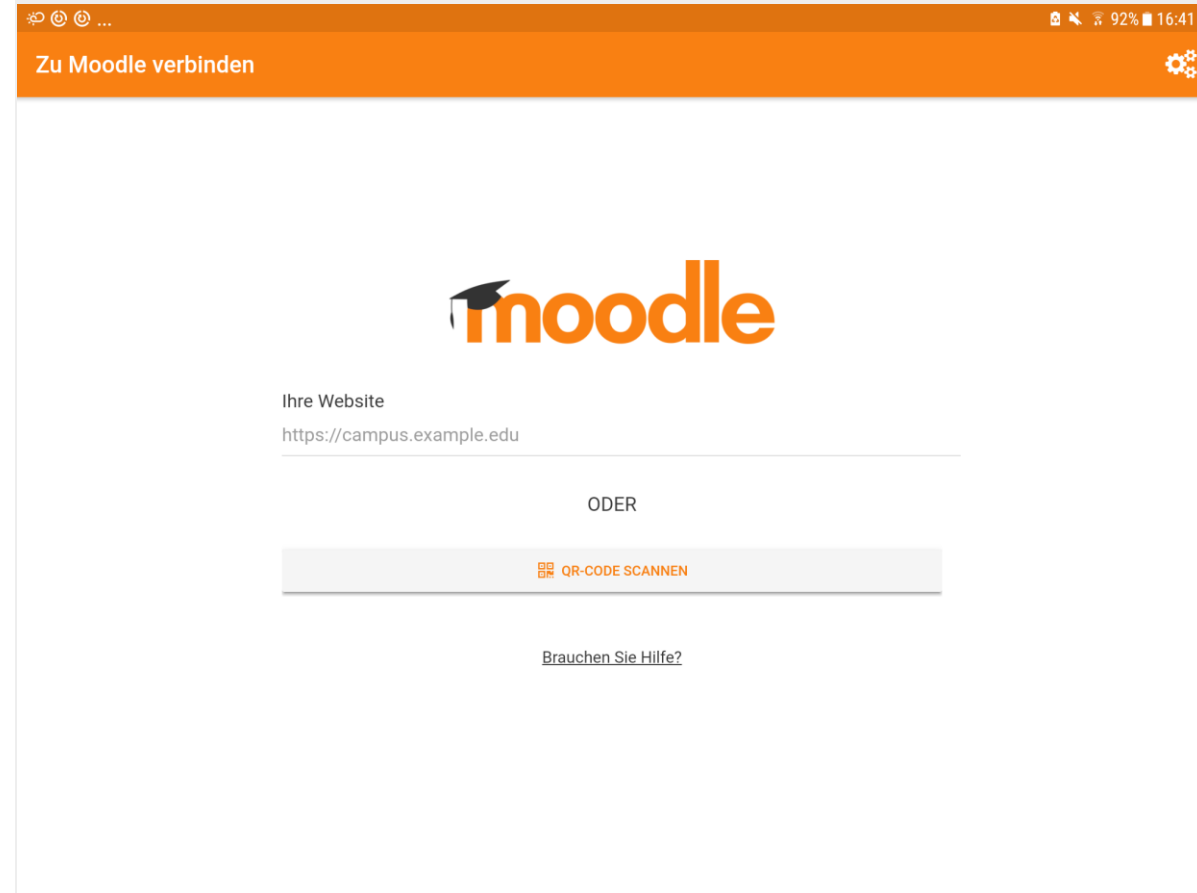 ... 92% 16:41
Zu Moodle verbinden
moodle
Ihre Website
https://campus.example.edu
ODER
QR-CODE SCANNEN
Brauchen Sie Hilfe?